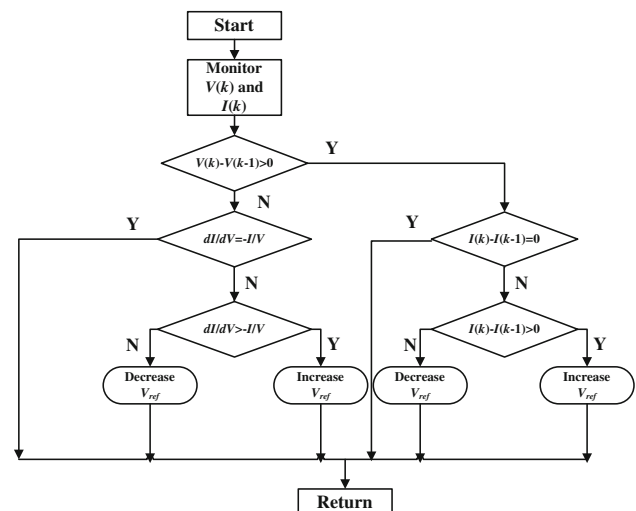 Start
Monitor
V(k) and
I(k)
Y
V(k)-V(k-1)>0
N
Y
Y
dI/dV=-I/V
I(k)-I(k-1)=0
N
N
dI/dV>-I/V
I(k)-I(k-1)>0
N
Y
N
Y
Decrease
Vref
Increase
Vref
Decrease
Vref
Increase
Vref
Return